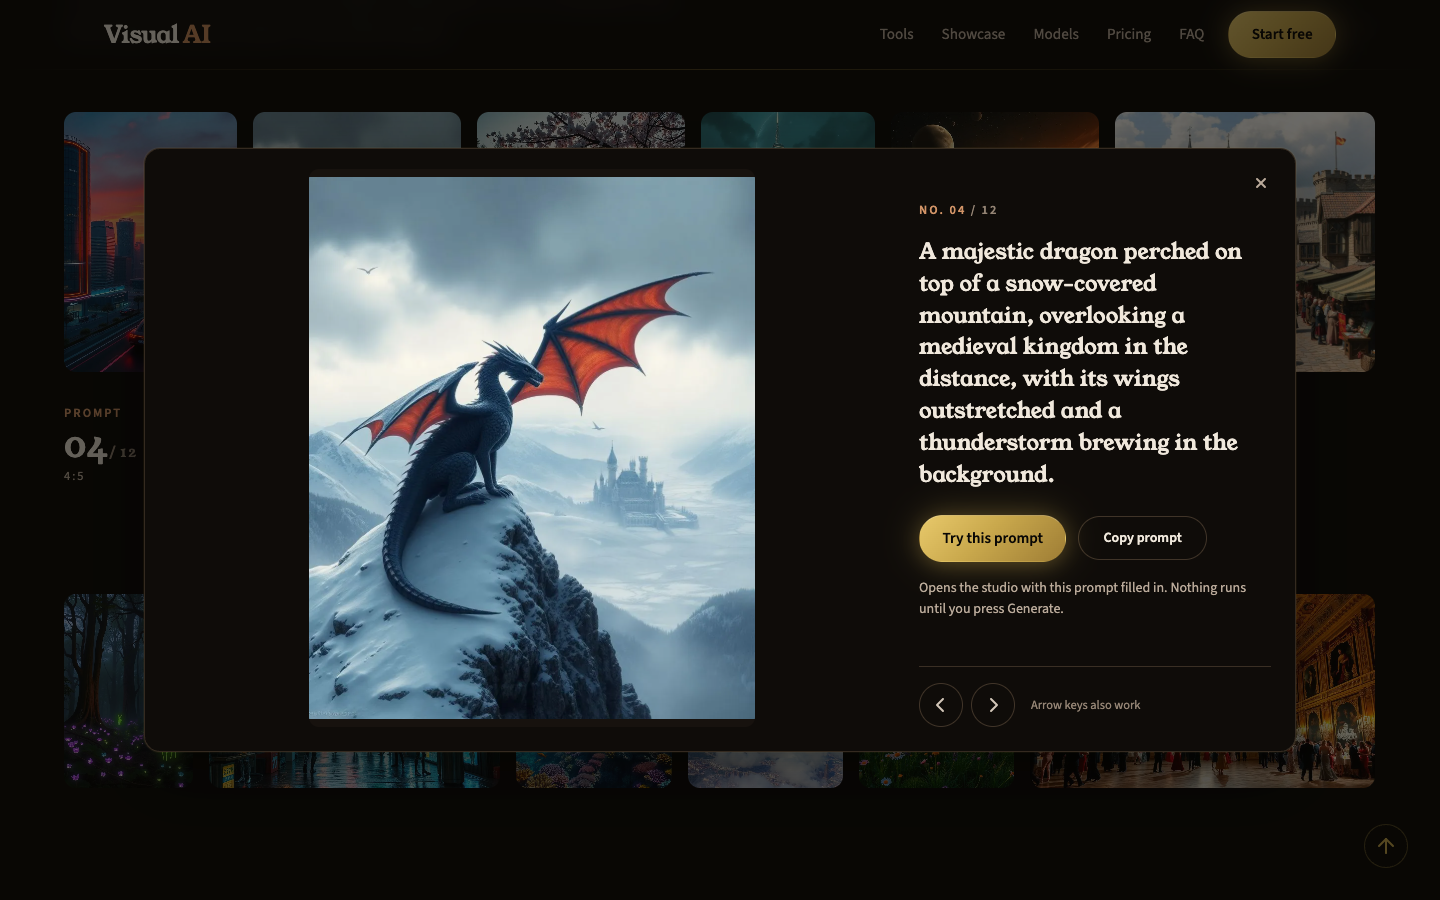 Visual AI
Tools
Showcase
Models
Pricing
FAQ
Start free
NO. 04 / 12
A majestic dragon perched on
top of a snow-covered
mountain, overlooking a
medieval kingdom in the
distance, with its wings
outstretched and a
thunderstorm brewing in the
background.
Try this prompt
Copy prompt
Opens the studio with this prompt filled in. Nothing runs
until you press Generate.
Arrow keys also work
PROMPT
04 / 12
4:5